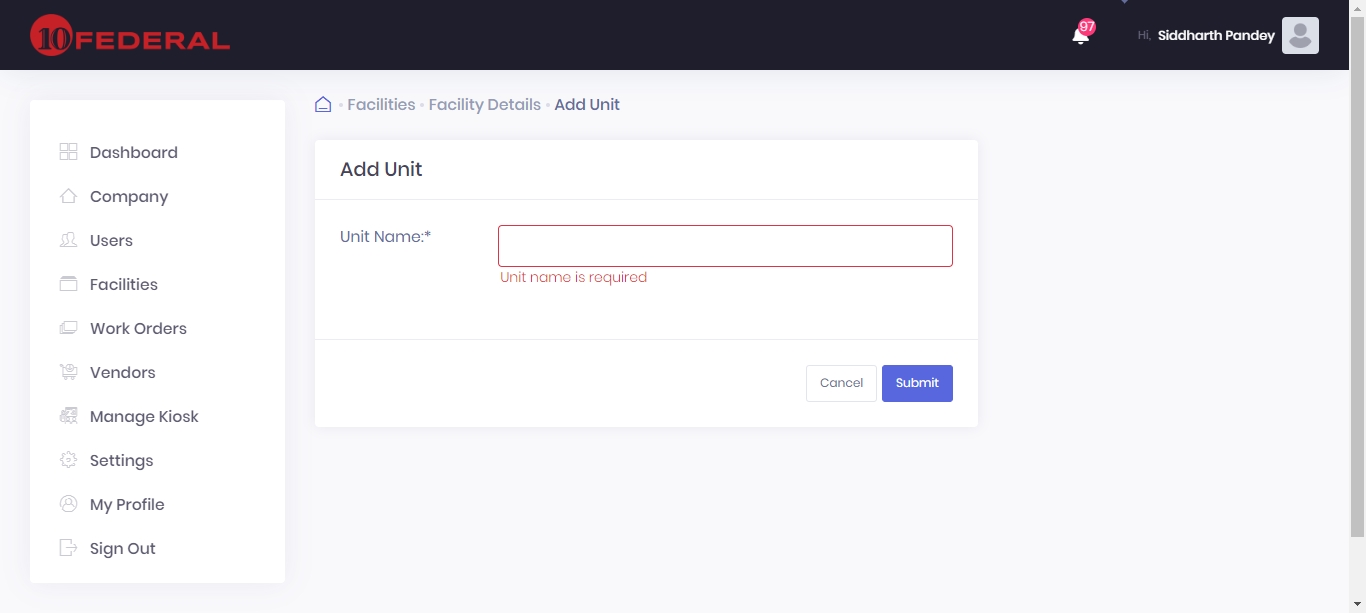 10 FEDERAL
97
Hi, Siddharth Pandey
Facilities • Facility Details • Add Unit
Dashboard
Company
Users
Facilities
Work Orders
Vendors
Manage Kiosk
Settings
My Profile
Sign Out
Add Unit
Unit Name:*
Unit name is required
Cancel
Submit